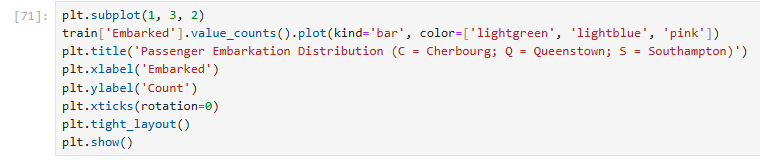 [71]: plt.subplot(1, 3, 2)
train['Embarked'].value_counts().plot(kind='bar', color=['lightgreen', 'lightblue', 'pink'])
plt.title('Passenger Embarkation Distribution (C = Cherbourg; Q = Queenstown; S = Southampton)')
plt.xlabel('Embarked')
plt.ylabel('Count')
plt.xticks(rotation=0)
plt.tight_layout()
plt.show()